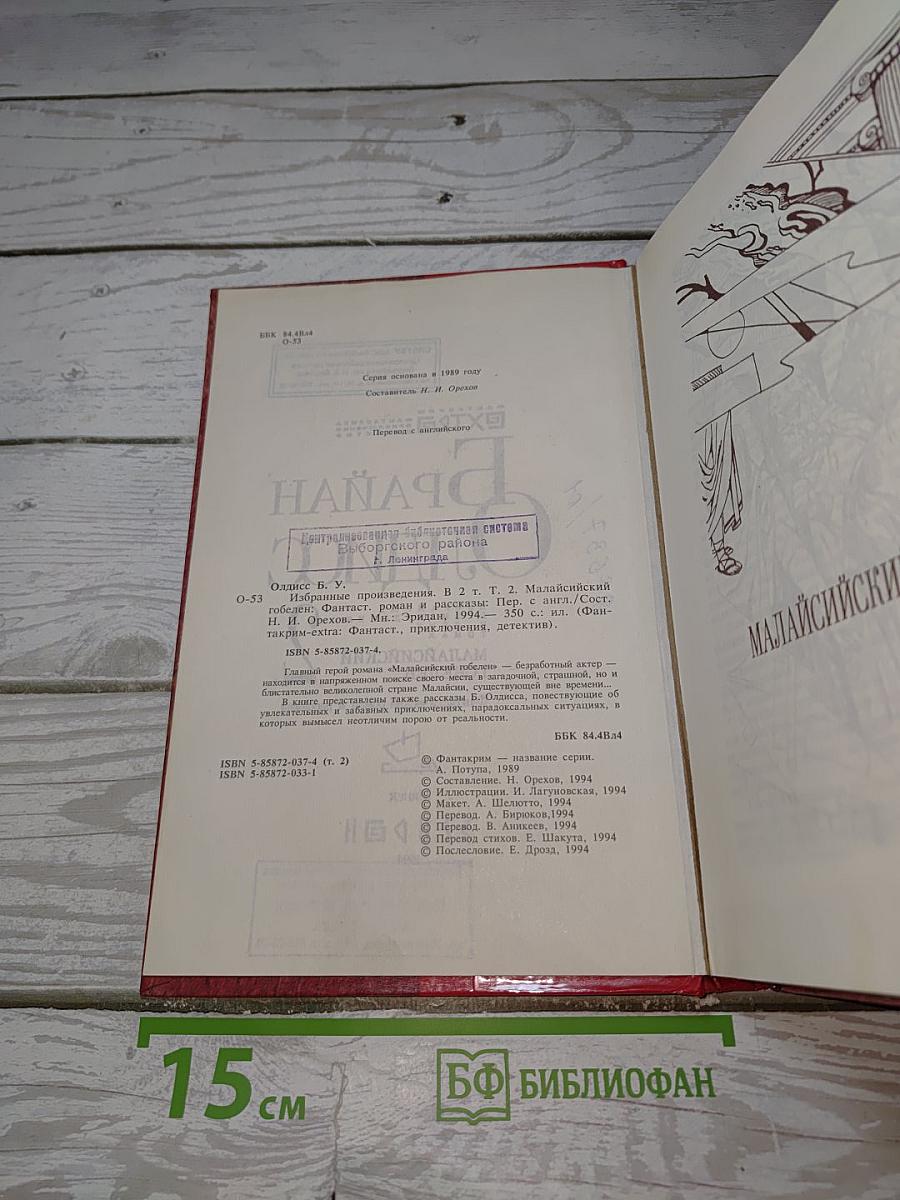 ББК 84.4Вл4
О-53
Серия основана в 1989 году
Составитель Н. И. Орехов
Перевод с английского
БРАЙАН
ОЛДИСС
Централизованная библиотечная система
Выборгского района
г. Ленинграда
Олдисс Б. У.
О-53 Избранные произведения. В 2 т. Т. 2. Малайсийский
гобелен: Фантаст. роман и рассказы: Пер. с англ./Сост.
Н. И. Орехов.— Мн.: Эридан, 1994.— 350 с.: ил. (Фан-
такрим-extra: Фантаст., приключения, детектив).
ISBN 5-85872-037-4.
МАЛАЙСИЙСКИЙ
Главный герой романа «Малайсийский гобелен» — безработный актер —
находится в напряженном поиске своего места в загадочной, страшной, но и
блистательно великолепной стране Малайсии, существующей вне времени...
В книге представлены также рассказы Б. Олдисса, повествующие об
увлекательных и забавных приключениях, парадоксальных ситуациях, в
которых вымысел неотличим порою от реальности.
ББК 84.4Вл4
ISBN 5-85872-037-4 (т. 2)
ISBN 5-85872-033-1
© Фантакрим — название серии.
А. Потупа, 1989
© Составление. Н. Орехов, 1994
© Иллюстрации. И. Лагуновская, 1994
© Макет. А. Шелютто, 1994
© Перевод. А. Бирюков,1994
© Перевод. В. Аникеев, 1994
© Перевод стихов. Е. Шакута, 1994
© Послесловие. Е. Дрозд, 1994
МАЛАЙСИЙСКИ
15 см
БФ БИБЛИОФАН